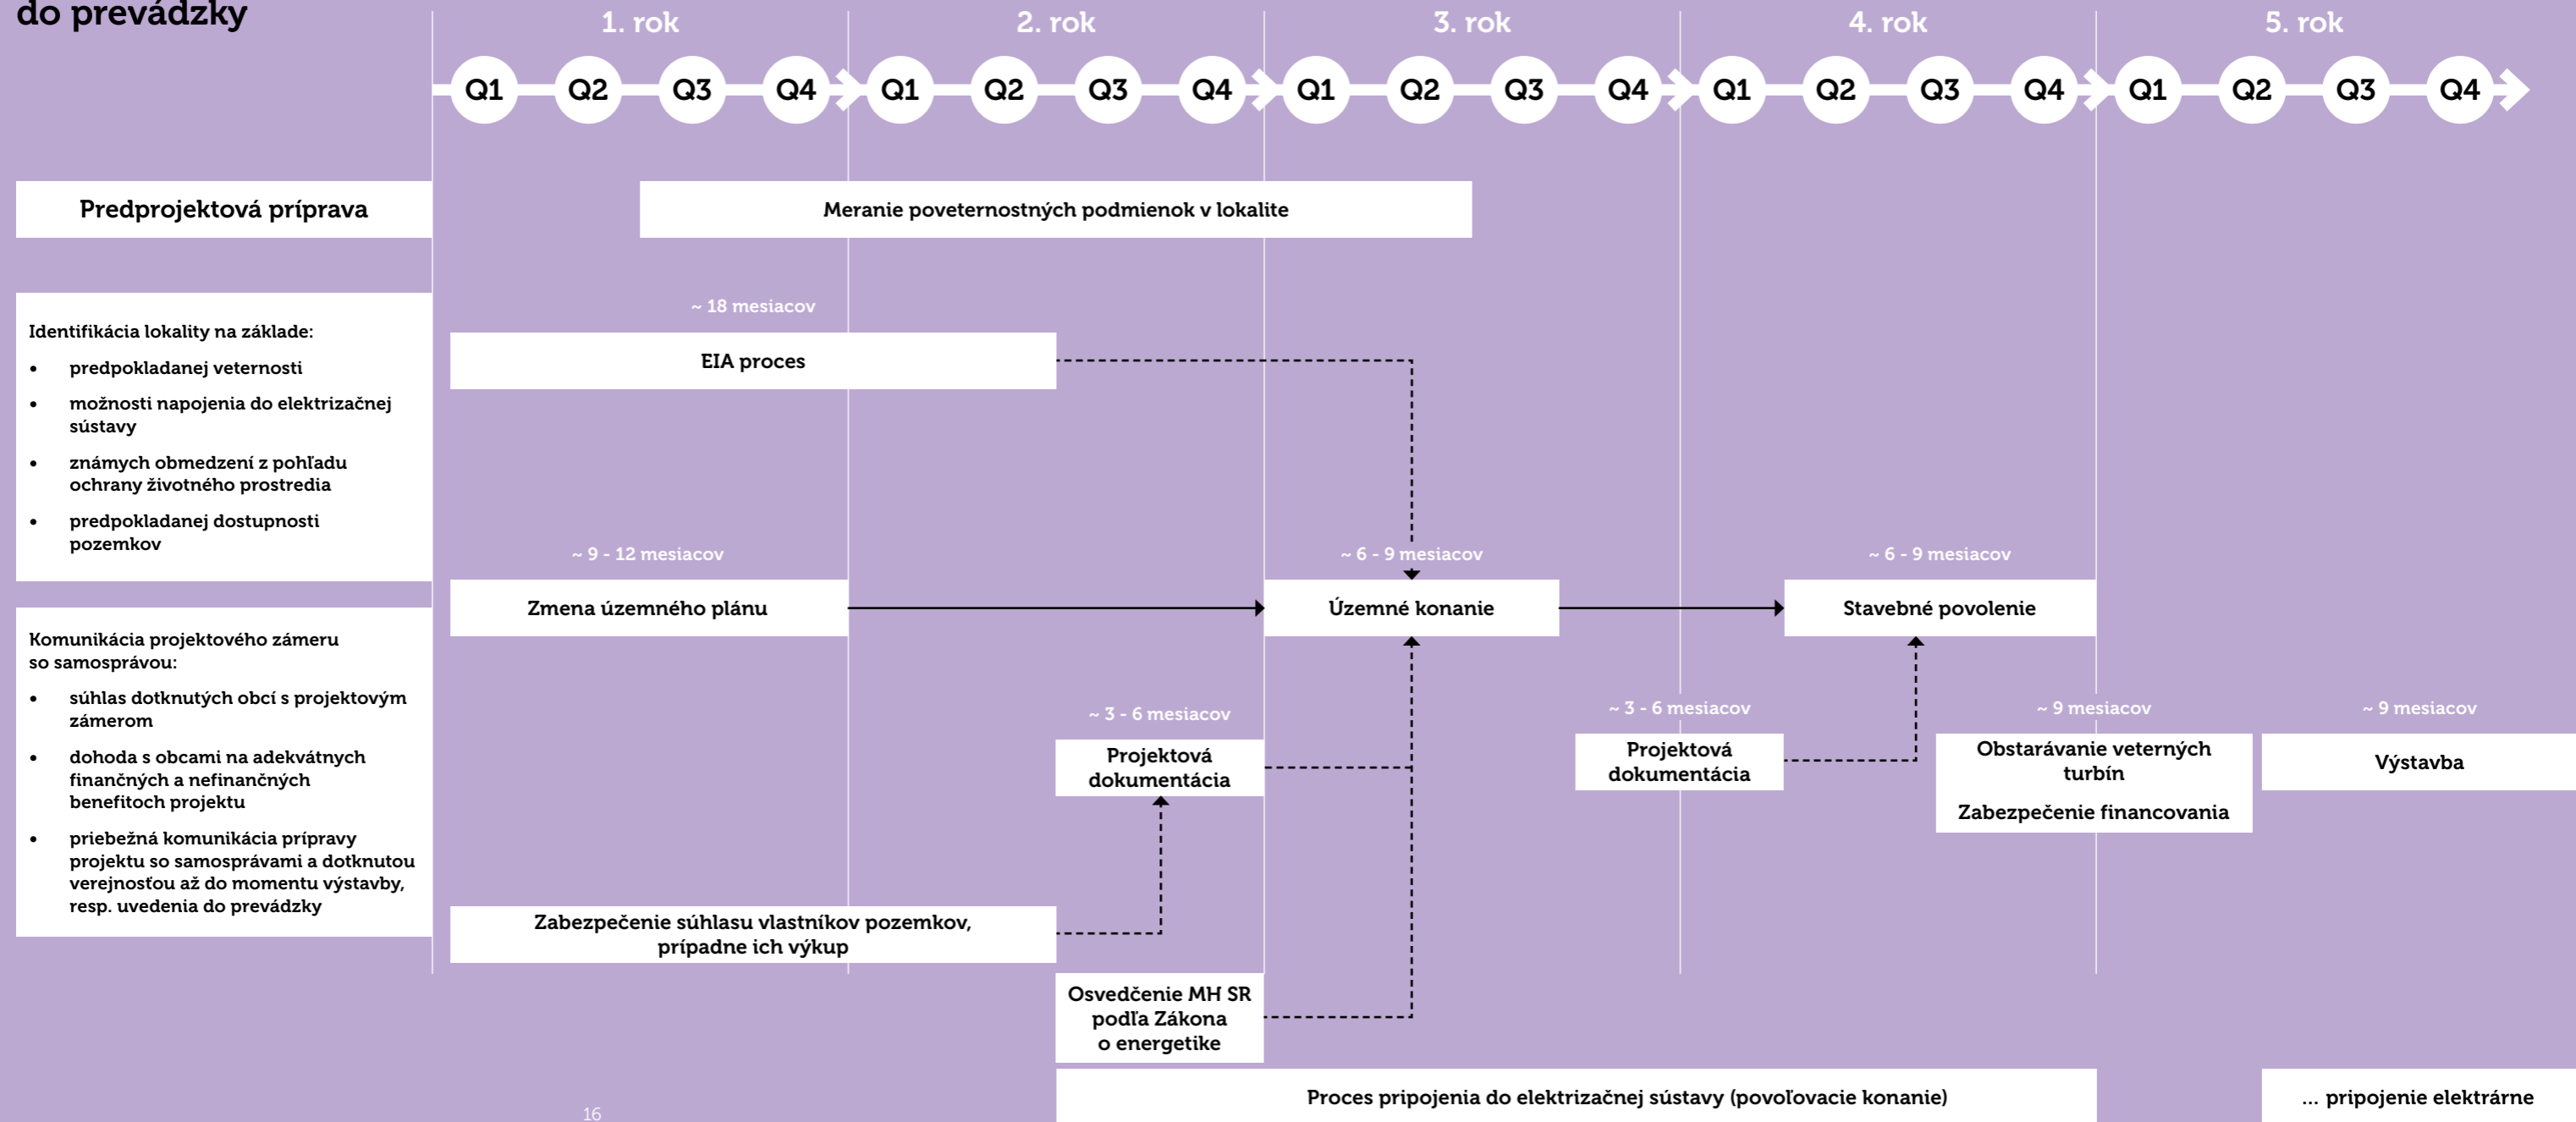 do prevádzky
1. rok
2. rok
3. rok
4. rok
5. rok
Q1 Q2 Q3 Q4 Q1 Q2 Q3 Q4 Q1 Q2 Q3 Q4 Q1 Q2 Q3 Q4 Q1 Q2 Q3 Q4
Predprojektová príprava
Meranie poveternostných podmienok v lokalite
Identifikácia lokality na základe:
• predpokladanej veternosti
• možnosti napojenia do elektrizačnej
sústavy
• známych obmedzení z pohľadu
ochrany životného prostredia
• predpokladanej dostupnosti
pozemkov
Komunikácia projektového zámeru
so samosprávou:
• súhlas dotknutých obcí s projektovým
zámerom
• dohoda s obcami na adekvátnych
finančných a nefinančných
benefitoch projektu
• priebežná komunikácia prípravy
projektu so samosprávami a dotknutou
verejnosťou až do momentu výstavby,
resp. uvedenia do prevádzky
~ 18 mesiacov
EIA proces
~ 9 - 12 mesiacov
Zmena územného plánu
~ 6 - 9 mesiacov
Územné konanie
~ 6 - 9 mesiacov
Stavebné povolenie
~ 3 - 6 mesiacov
Projektová
dokumentácia
~ 3 - 6 mesiacov
Projektová
dokumentácia
~ 9 mesiacov
Obstarávanie veterných
turbín
Zabezpečenie financovania
~ 9 mesiacov
Výstavba
Zabezpečenie súhlasu vlastníkov pozemkov,
prípadne ich výkup
Osvedčenie MH SR
podľa Zákona
o energetike
Proces pripojenia do elektrizačnej sústavy (povoľovacie konanie)
... pripojenie elektrárne
16